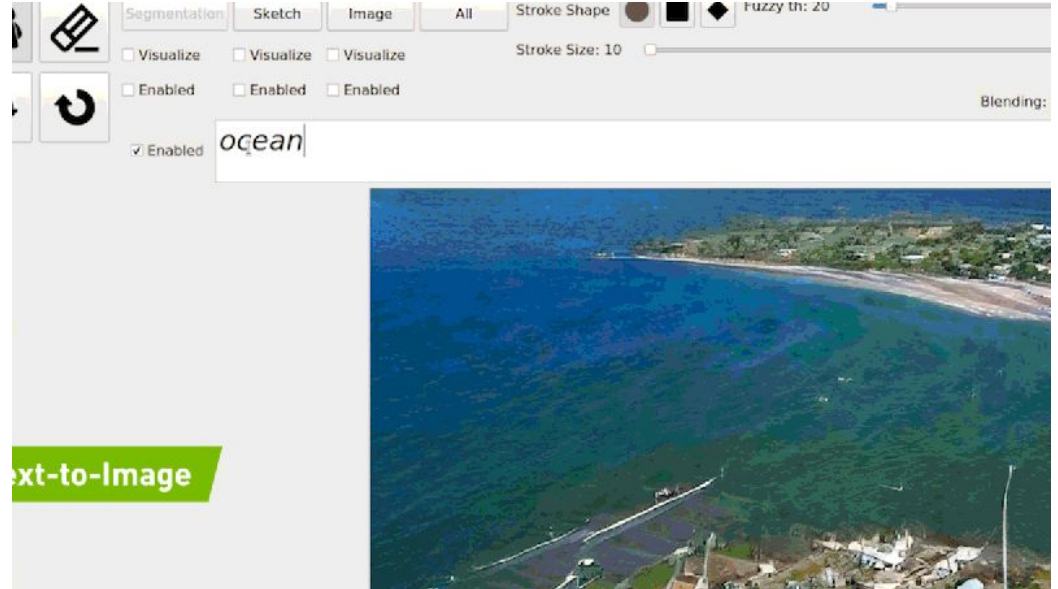 Segmentation Sketch Image All Stroke Shape Fuzzy th: 20
Visualize Visualize Visualize Stroke Size: 10
Enabled Enabled Enabled
Blending:
Enabled ocean
ext-to-Image